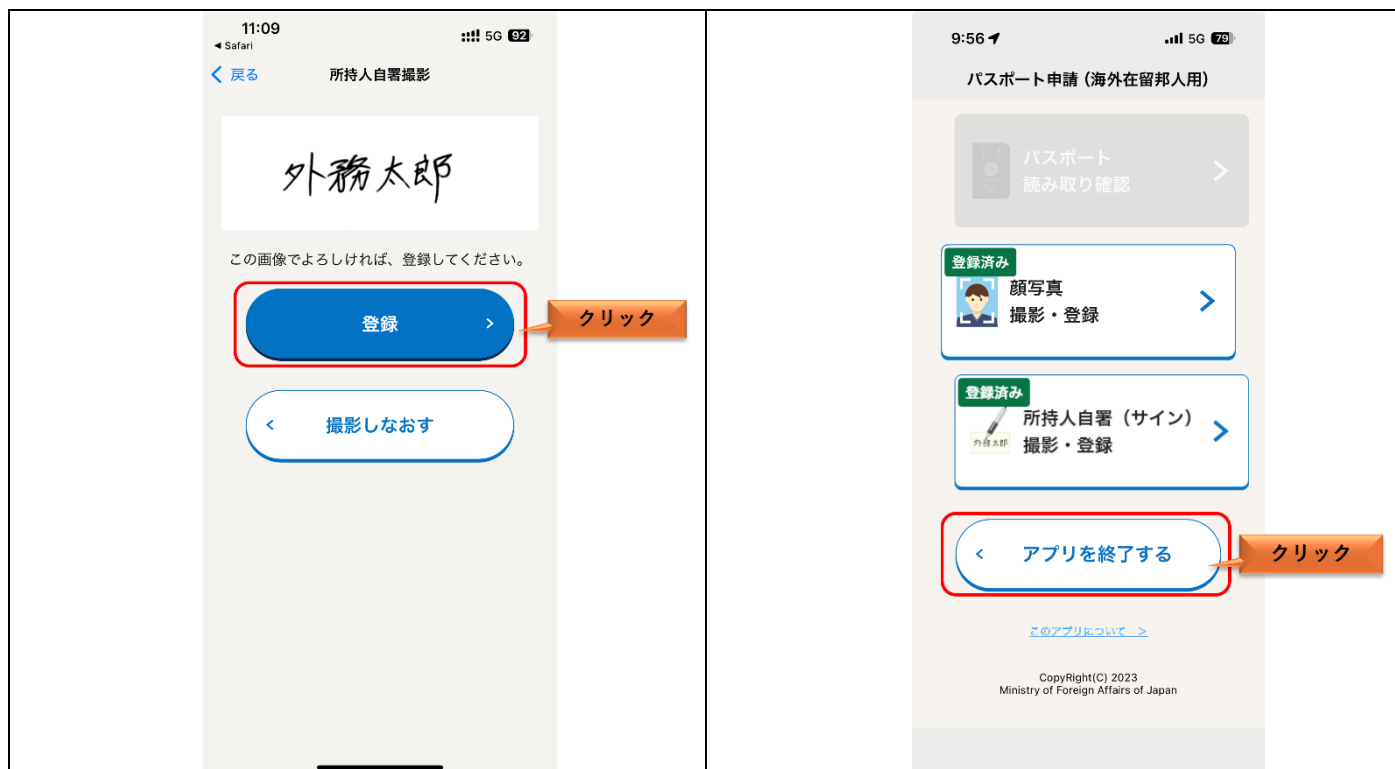 11:09
5G 92
◀ Safari
戻る
所持人自署撮影
外務太郎
この画像でよろしければ、登録してください。
登録
クリック
撮影しなおす
9:56
5G 79
パスポート申請（海外在留邦人用）
パスポート
読み取り確認
登録済み
顔写真
撮影・登録
登録済み
所持人自署（サイン）
外務太郎
撮影・登録
アプリを終了する
クリック
このアプリについて ＞
CopyRight(C) 2023
Ministry of Foreign Affairs of Japan